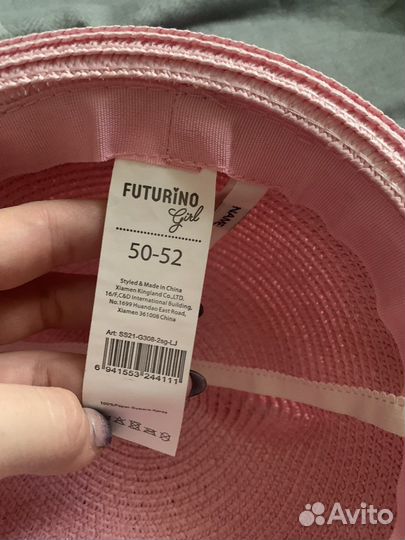 FUTURINO
Girl
50-52
Styled & Made in China
Xiamen Kingland Co.,LTD.
16/F,C&D International Building,
No.1699 Huandao East Road,
Xiamen 361008 China
Art: SS21-G308-2sg-LJ
6 941553 244111
NAME
Avito